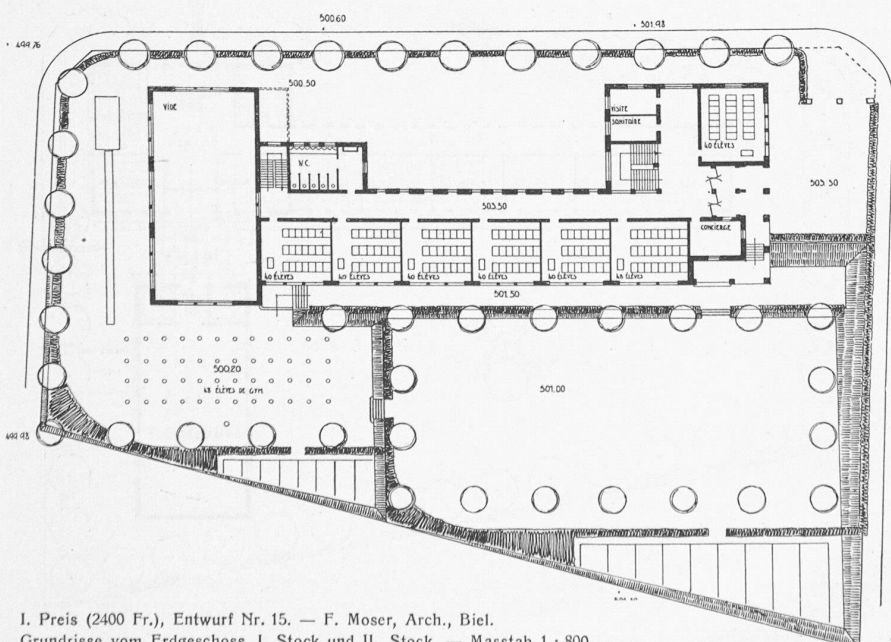 500.60
501.93
499.76
500.50
VIDE
VISITE
SANITAIRE
40 ÉLÈVES
W.C.
503.50
503.50
CONCIERGE
40 ÉLÈVES
40 ÉLÈVES
40 ÉLÈVES
40 ÉLÈVES
40 ÉLÈVES
48 ÉLÈVES
501.50
500.20
48 ÉLÈVES DE GYM
501.00
499.93
I. Preis (2400 Fr.), Entwurf Nr. 15. — F. Moser, Arch., Biel.
Grundrisse vom Erdgeschoss, I. Stock und II. Stock. — Masstab 1 : 800.